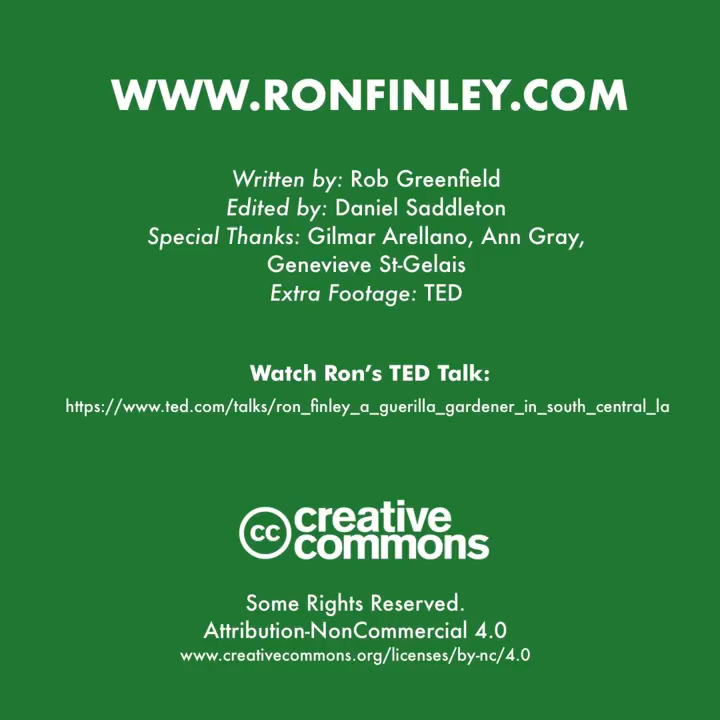 WWW.RONFINLEY.COM
Written by: Rob Greenfield
Edited by: Daniel Saddleton
Special Thanks: Gilmar Arellano, Ann Gray,
Genevieve St-Gelais
Extra Footage: TED
Watch Ron's TED Talk:
https://www.ted.com/talks/ron_finley_a_guerilla_gardener_in_south_central_la
cc creative
commons
Some Rights Reserved.
Attribution-NonCommercial 4.0
www.creativecommons.org/licenses/by-nc/4.0